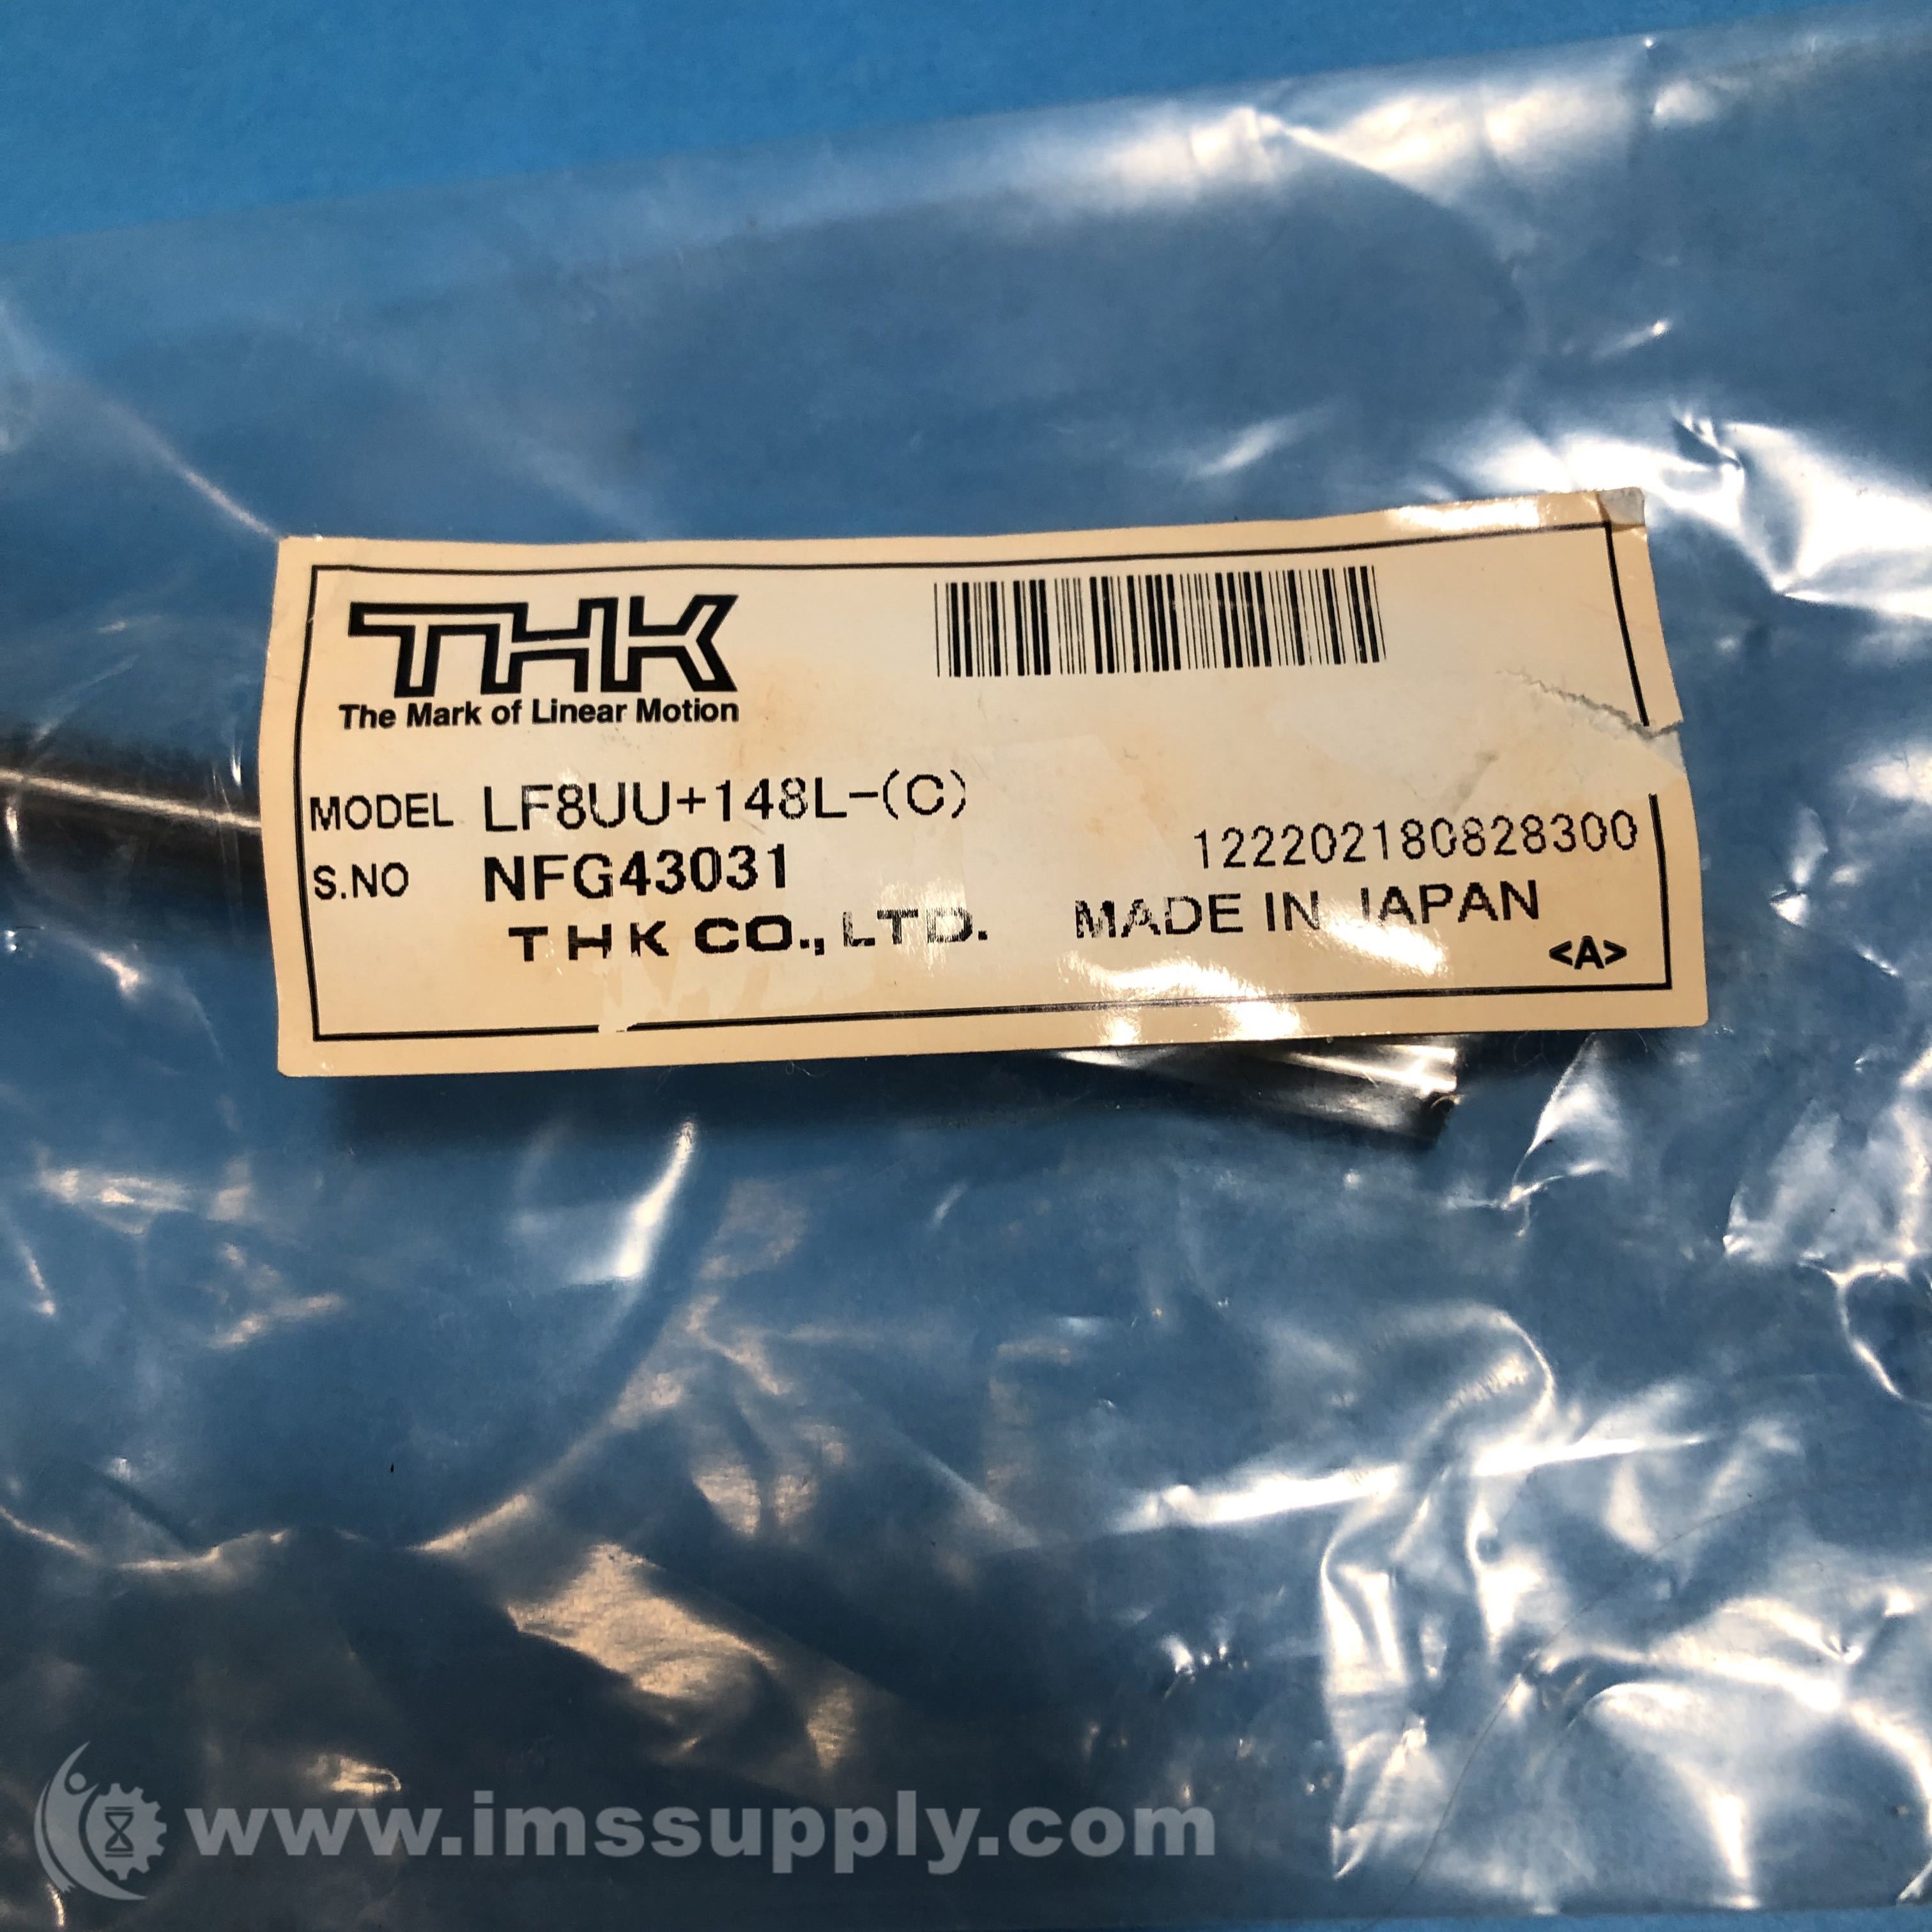 THK
The Mark of Linear Motion
MODEL LF8UU+148L-(C)
122202180828300
S.NO NFG43031
THK CO., LTD. MADE IN JAPAN
<A>
www.imssupply.com